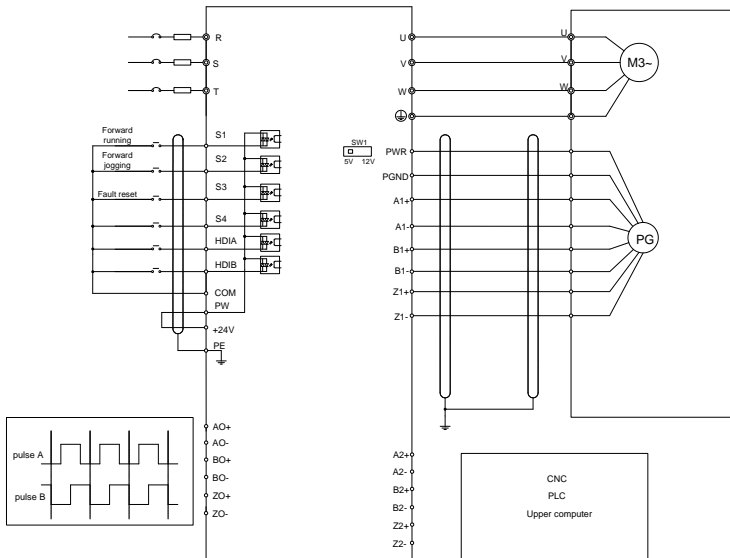 R
S
T
U
V
W
U
V
W
M3~
Forward
running
Forward
jogging
Fault reset
S1
S2
S3
S4
HDIA
HDIB
COM
PW
+24V
PE
SW1
5V 12V
PWR
PGND
A1+
A1-
B1+
B1-
Z1+
Z1-
PG
pulse A
pulse B
AO+
AO-
BO+
BO-
ZO+
ZO-
A2+
A2-
B2+
B2-
Z2+
Z2-
CNC
PLC
Upper computer